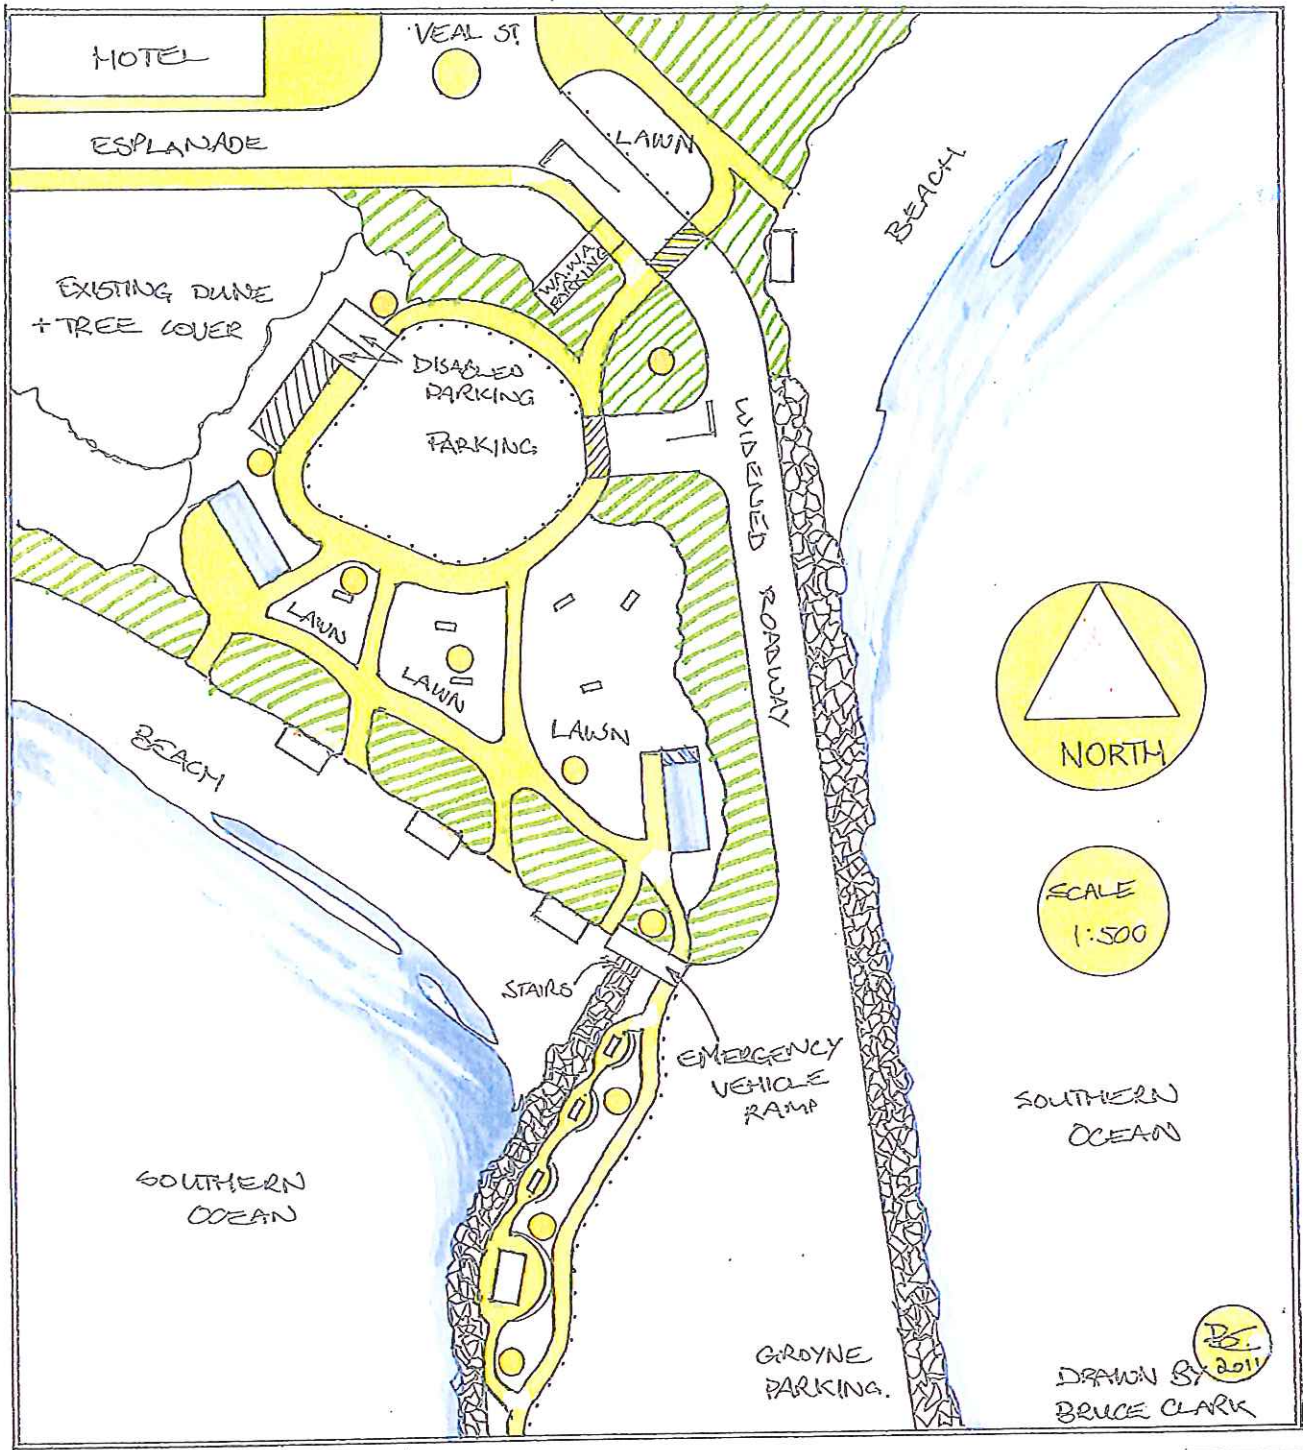 HOTEL
VEAL ST.
ESPLANADE
LAWN
BEACH
EXISTING DUNE
+ TREE COVER
WA.WA.
PARKING
DISABLED
PARKING
PARKING
WIDENED ROADWAY
LAWN
LAWN
LAWN
BEACH
NORTH
SCALE
1:500
STAIRS
EMERGENCY
VEHICLE
RAMP
SOUTHERN
OCEAN
SOUTHERN
OCEAN
GROYNE
PARKING.
2011
DRAWN BY
BRUCE CLARK